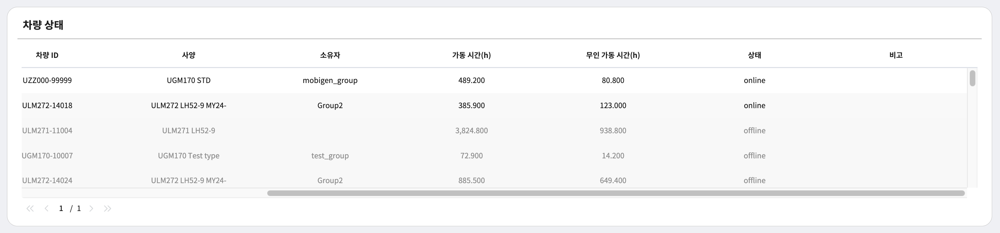 차량 상태
차량 ID 사양 소유자 가동 시간(h) 무인 가동 시간(h) 상태 비고
UZZ000-99999 UGM170 STD mobigen_group 489.200 80.800 online
ULM272-14018 ULM272 LH52-9 MY24- Group2 385.900 123.000 online
ULM271-11004 ULM271 LH52-9 3,824.800 938.800 offline
UGM170-10007 UGM170 Test type test_group 72.900 14.200 offline
ULM272-14024 ULM272 LH52-9 MY24- Group2 885.500 649.400 offline
1 / 1